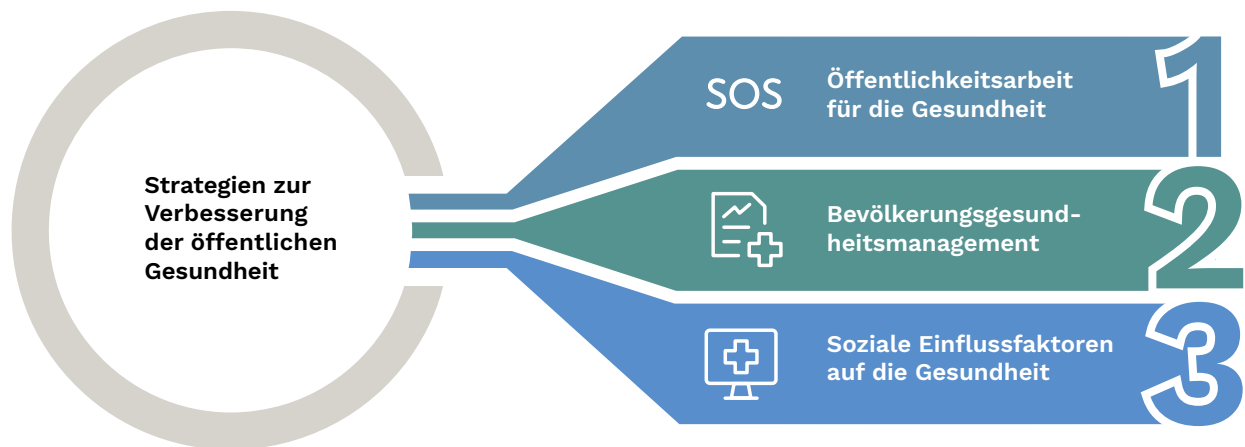 Strategien zur
Verbesserung
der öffentlichen
Gesundheit
SOS
Öffentlichkeitsarbeit
für die Gesundheit
1
Bevölkerungsgesund-
heitsmanagement
2
Soziale Einflussfaktoren
auf die Gesundheit
3